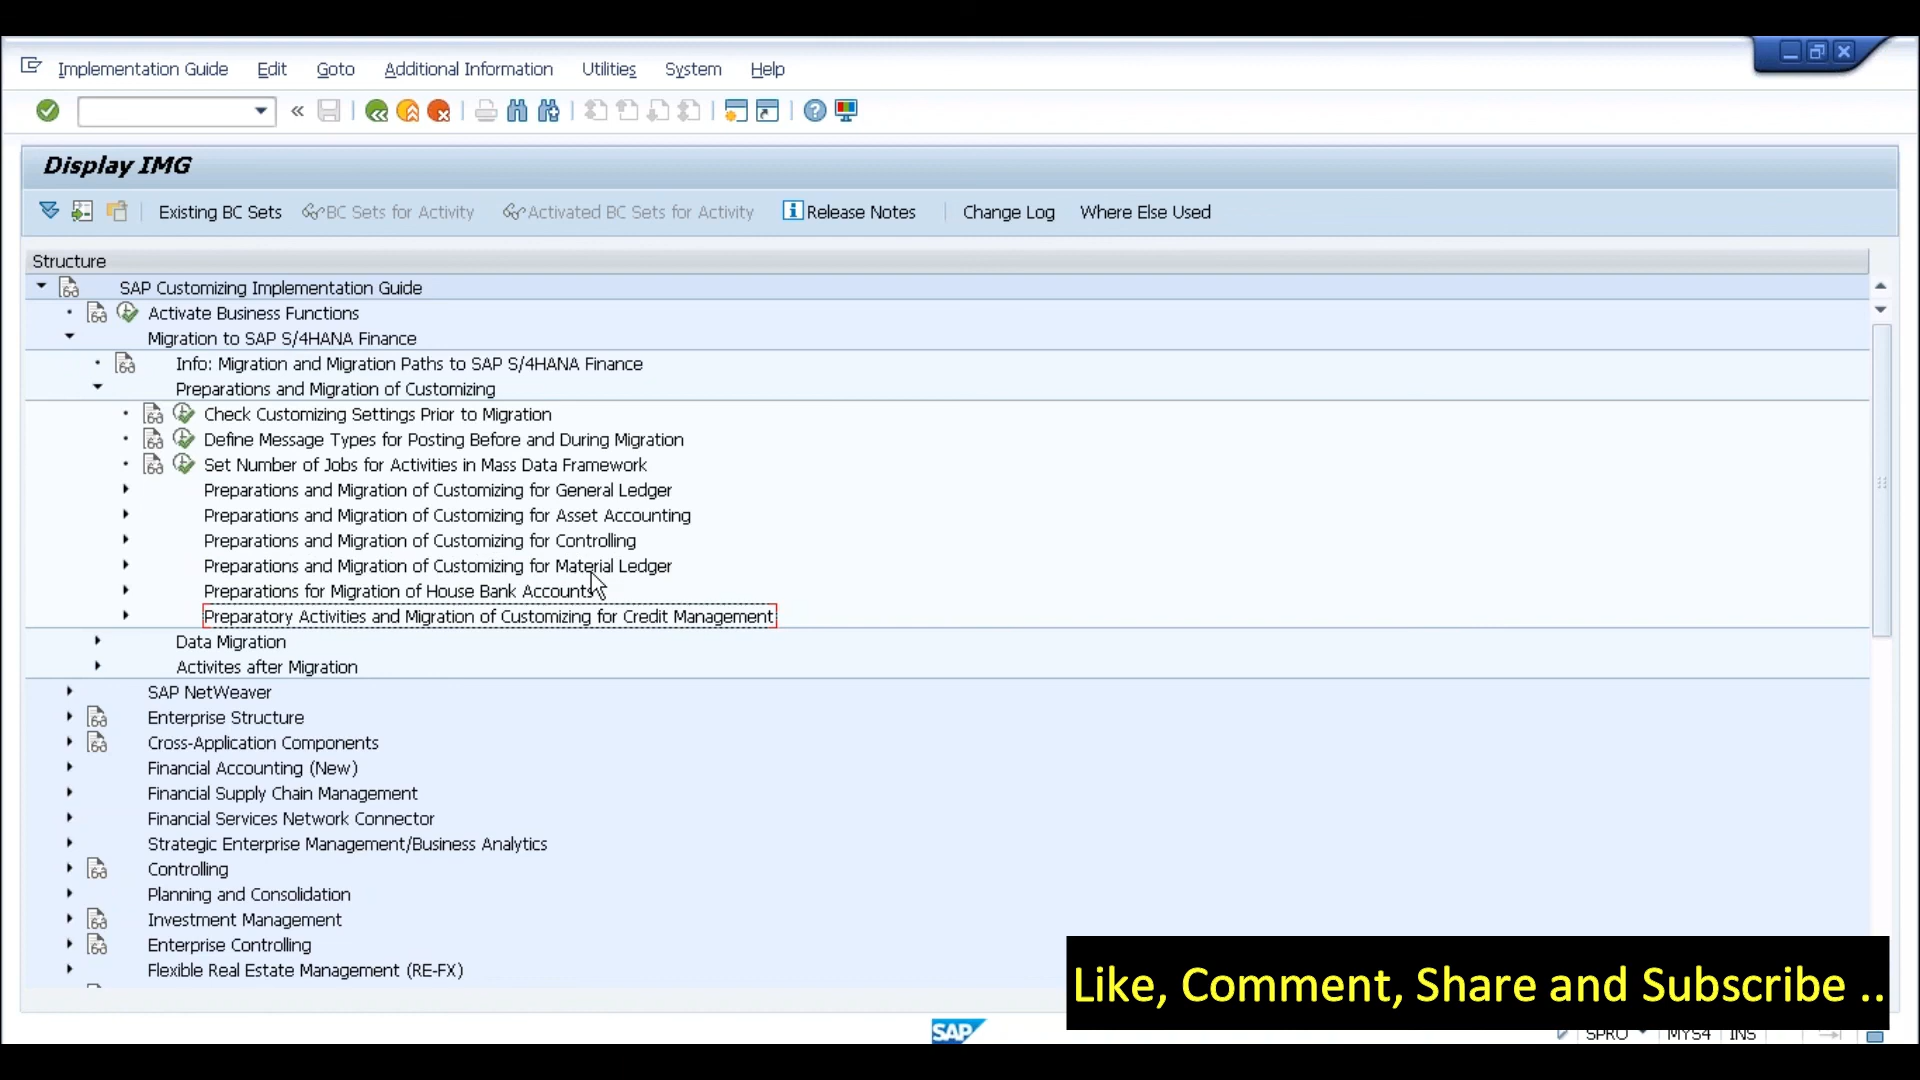 Implementation Guide Edit Goto Additional Information Utilities System Help
Display IMG
Existing BC Sets BC Sets for Activity Activated BC Sets for Activity Release Notes Change Log Where Else Used
Structure
SAP Customizing Implementation Guide
Activate Business Functions
Migration to SAP S/4HANA Finance
Info: Migration and Migration Paths to SAP S/4HANA Finance
Preparations and Migration of Customizing
Check Customizing Settings Prior to Migration
Define Message Types for Posting Before and During Migration
Set Number of Jobs for Activities in Mass Data Framework
Preparations and Migration of Customizing for General Ledger
Preparations and Migration of Customizing for Asset Accounting
Preparations and Migration of Customizing for Controlling
Preparations and Migration of Customizing for Material Ledger
Preparations for Migration of House Bank Accounts
Preparatory Activities and Migration of Customizing for Credit Management
Data Migration
Activites after Migration
SAP NetWeaver
Enterprise Structure
Cross-Application Components
Financial Accounting (New)
Financial Supply Chain Management
Financial Services Network Connector
Strategic Enterprise Management/Business Analytics
Controlling
Planning and Consolidation
Investment Management
Enterprise Controlling
Flexible Real Estate Management (RE-FX)
Like, Comment, Share and Subscribe ..
SAP SPRO MYS4 INS